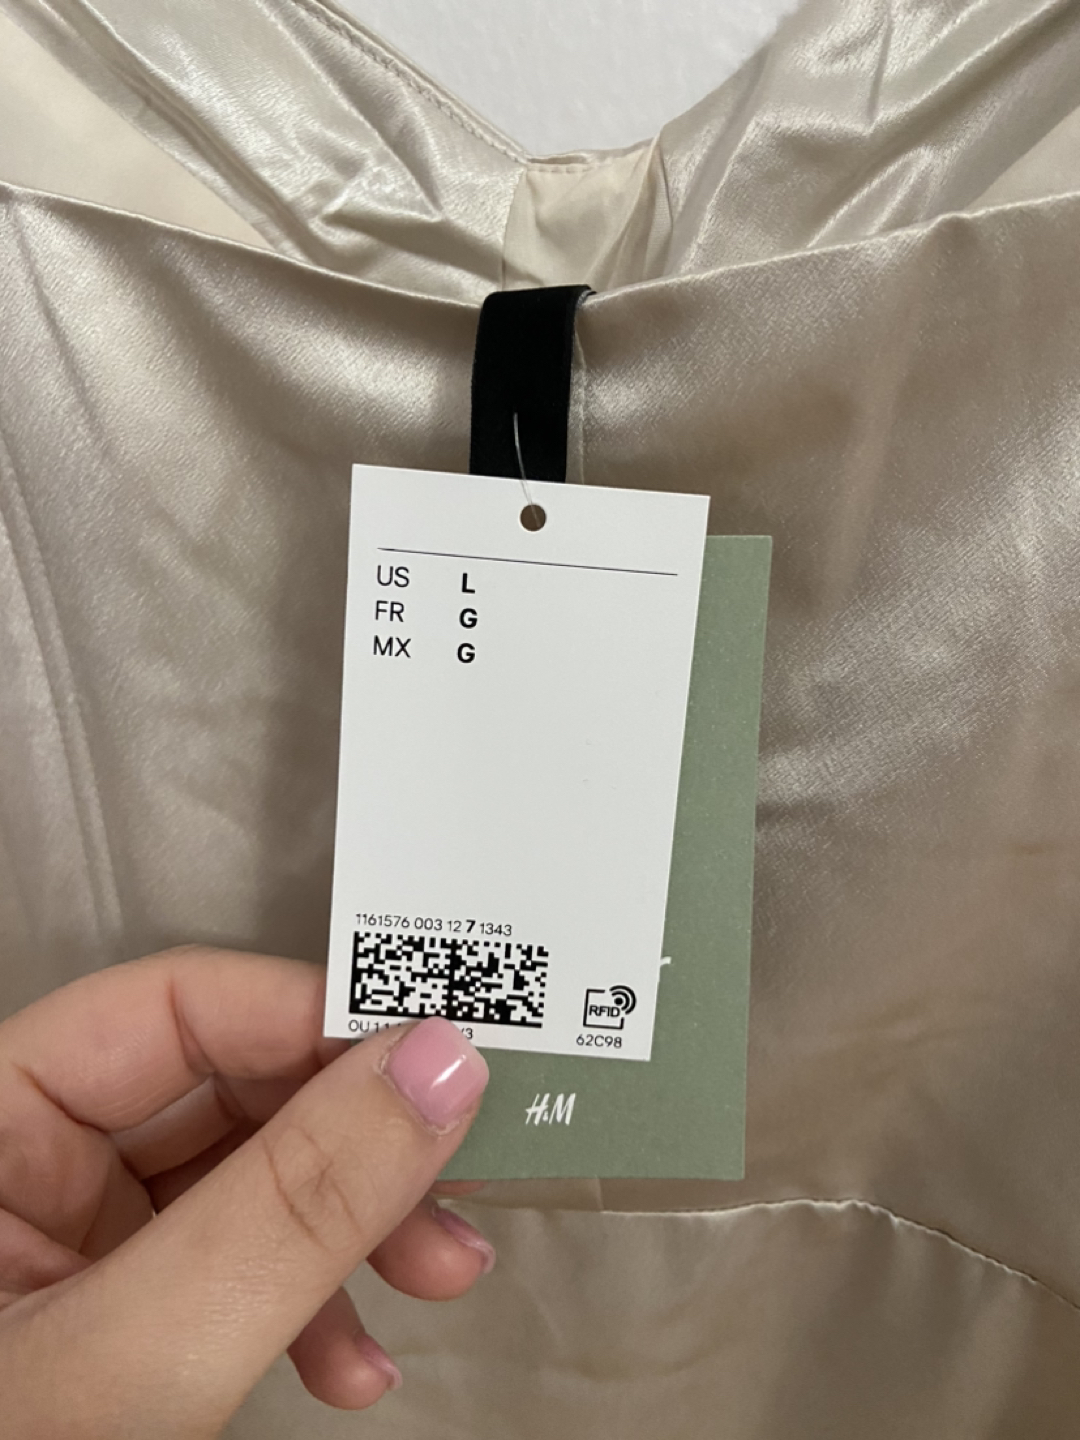 US L
FR G
MX G
1161576 003 12 7 1343
RFID
62C98
H&M